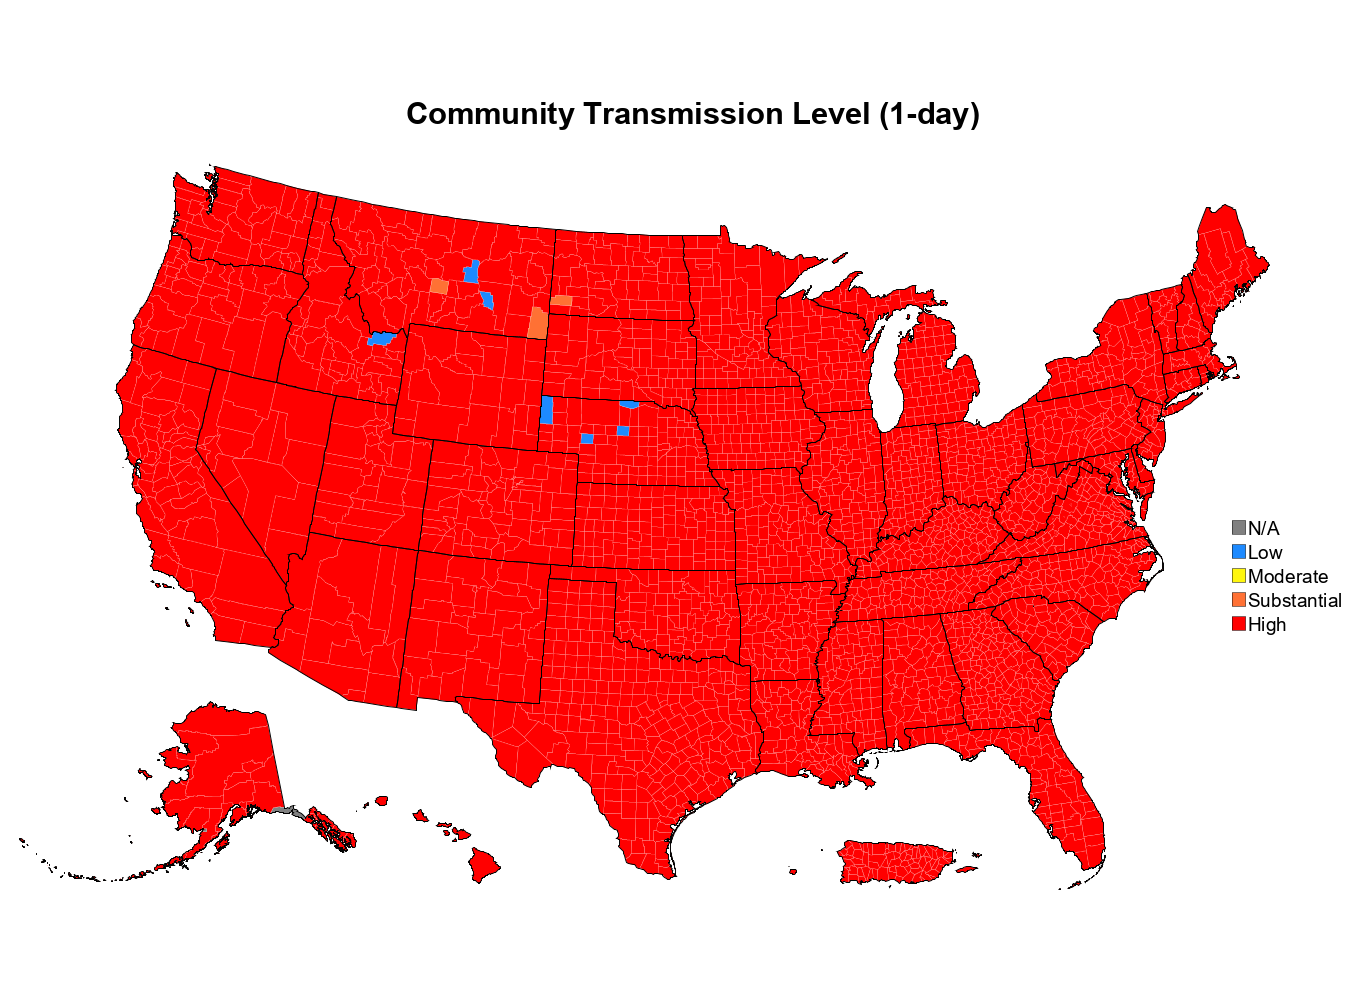 Community Transmission Level (1-day)
N/A
Low
Moderate
Substantial
High